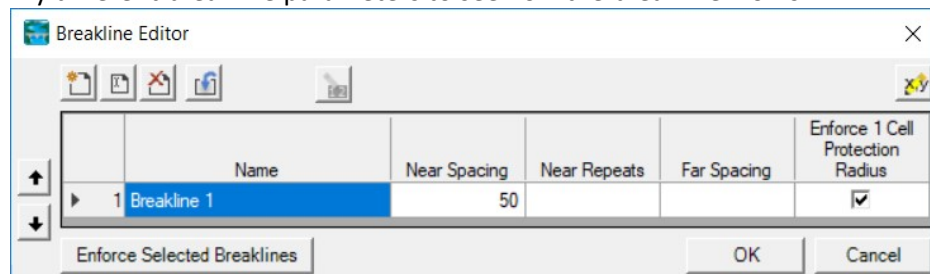 Breakline Editor
x,y
Name
Near Spacing
Near Repeats
Far Spacing
Enforce 1 Cell
Protection
Radius
1 Breakline 1 50
Enforce Selected Breaklines
OK
Cancel